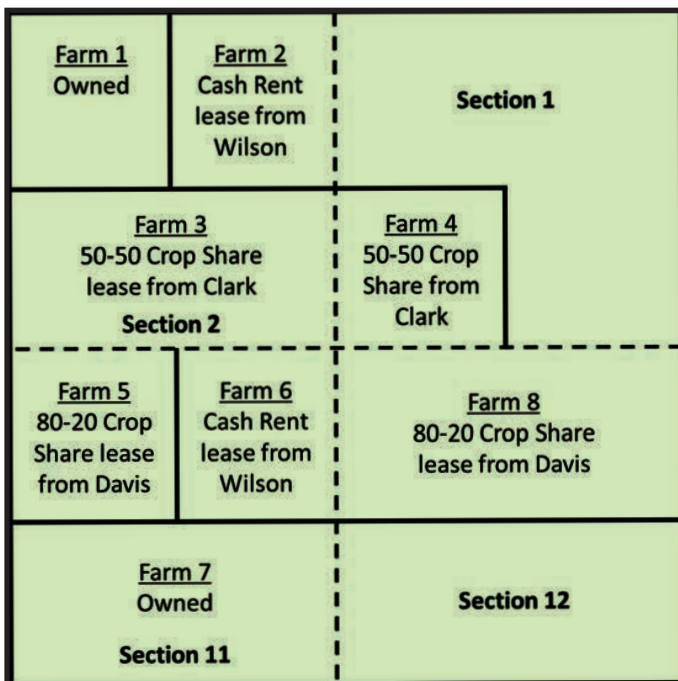 Farm 1
Owned
Farm 2
Cash Rent
lease from
Wilson
Section 1
Farm 3
50-50 Crop Share
lease from Clark
Section 2
Farm 4
50-50 Crop
Share from
Clark
Farm 5
80-20 Crop
Share lease
from Davis
Farm 6
Cash Rent
lease from
Wilson
Farm 8
80-20 Crop Share
lease from Davis
Farm 7
Owned
Section 11
Section 12